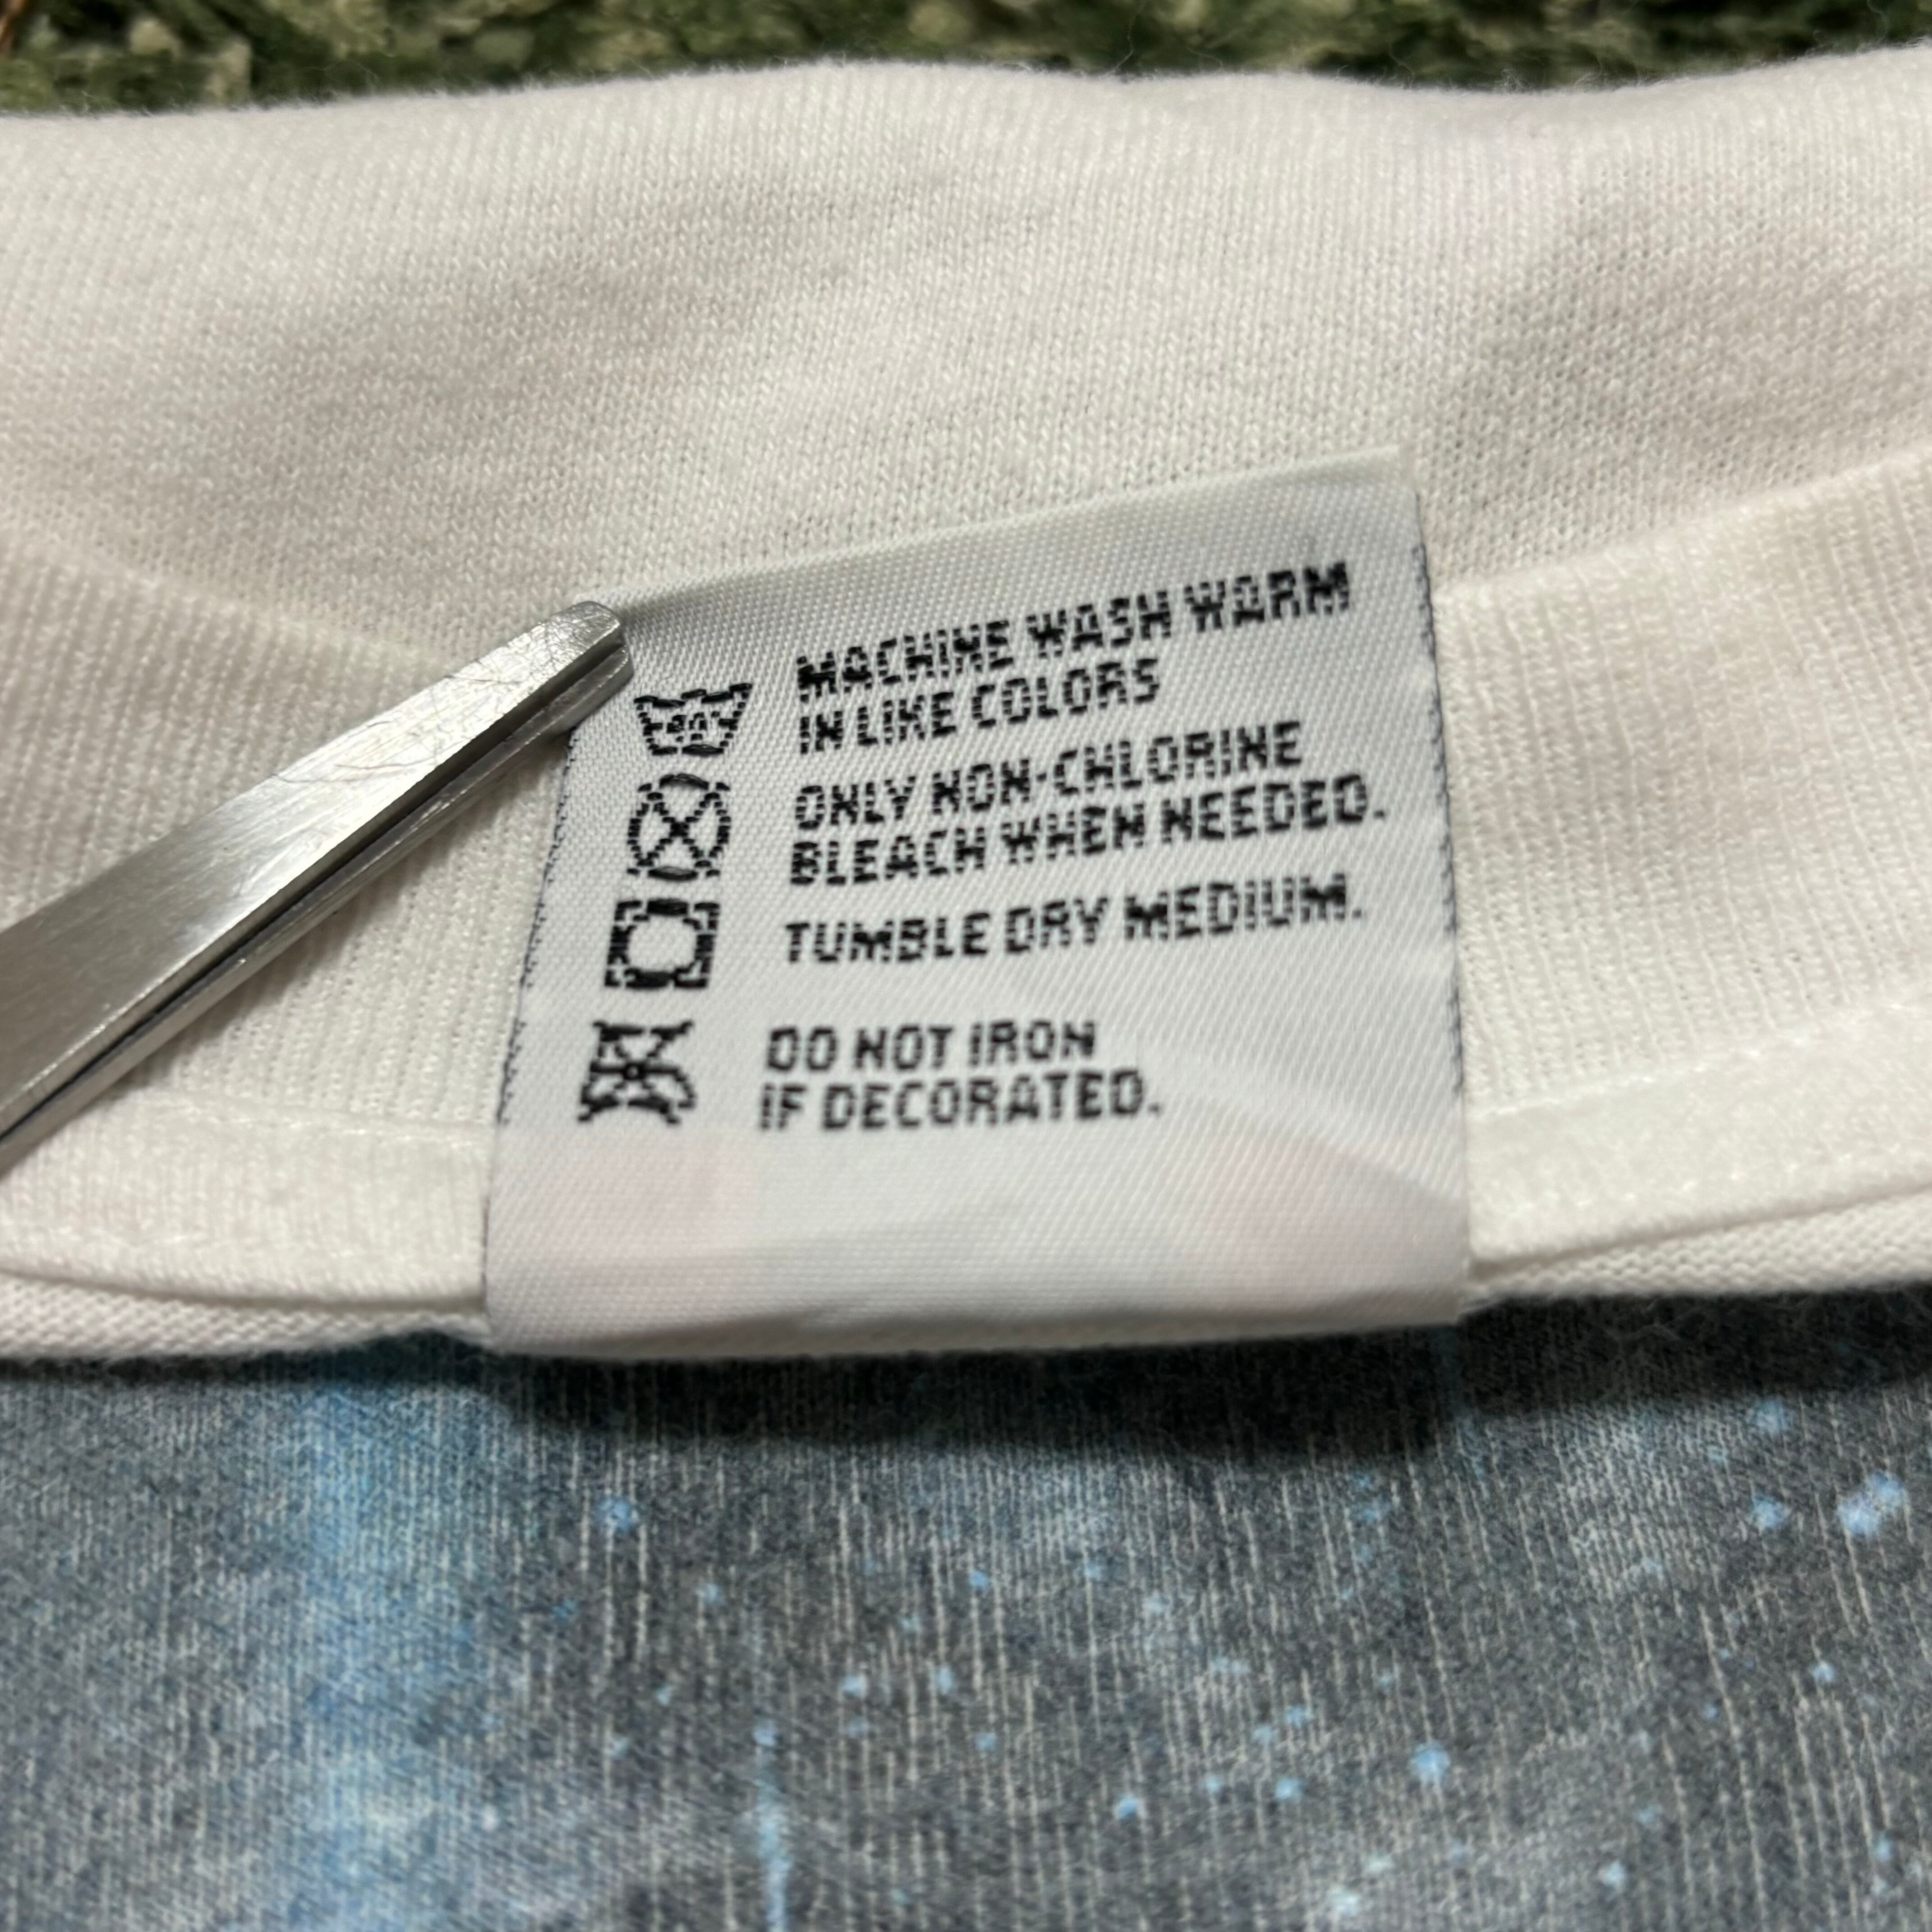 MACHINE WASH WARM
IN LIKE COLORS
ONLY NON-CHLORINE
BLEACH WHEN NEEDED.
TUMBLE DRY MEDIUM.
DO NOT IRON
IF DECORATED.